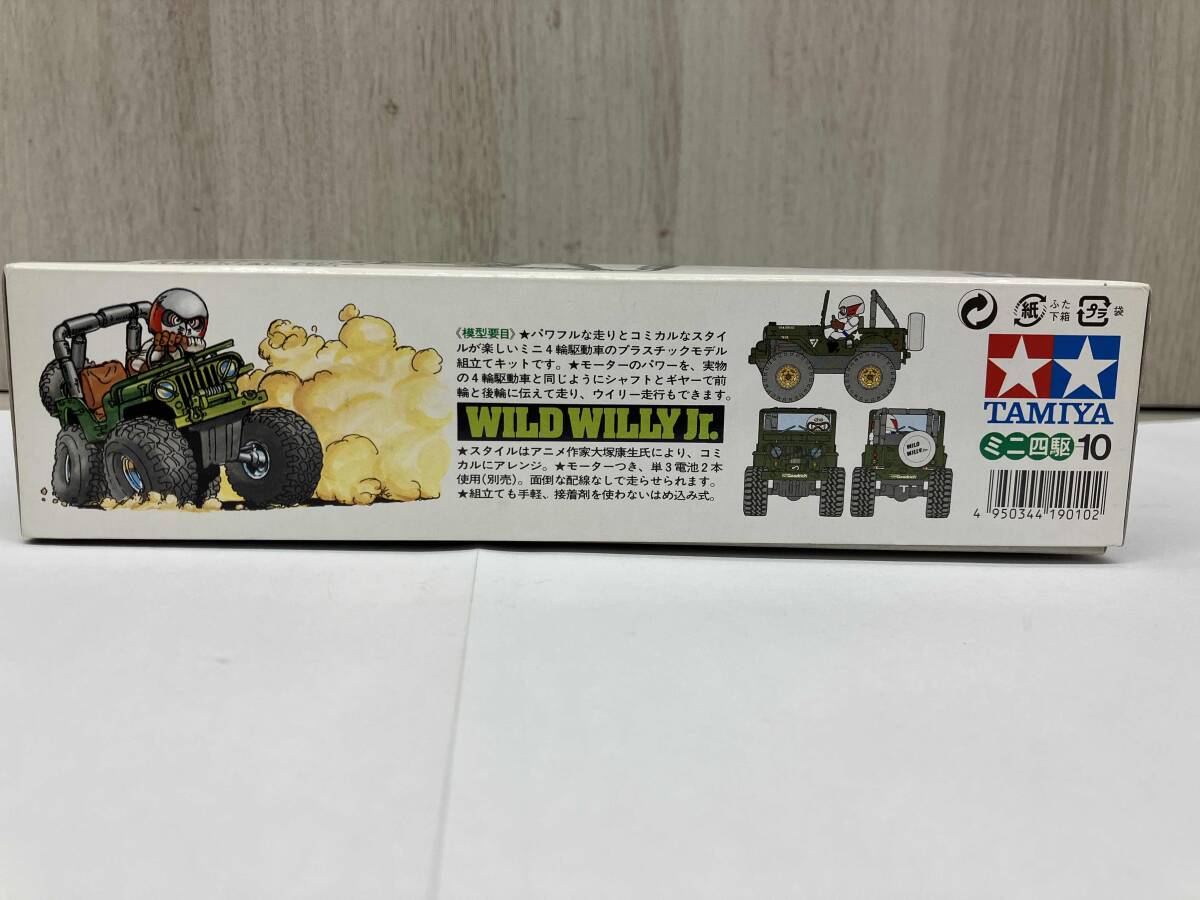 《模型要目》★パワフルな走りとコミカルなスタイ
ルが楽しいミニ４輪駆動車のプラスチックモデル
組立てキットです。★モーターのパワーを、実物
の４輪駆動車と同じようにシャフトとギヤーで前
輪と後輪に伝えて走り、ウイリー走行もできます。
WILD WILLY Jr.
★スタイルはアニメ作家大塚康生氏により、コミ
カルにアレンジ。★モーターつき、単３電池２本
使用(別売)。面倒な配線なしで走らせられます。
★組立ても手軽、接着剤を使わないはめ込み式。
WILD
WILLY Jr.
BFGoodrich
BFGoodrich
紙
ふた
下箱
プラ
袋
TAMIYA
ミニ四駆 10
4 950344 190102